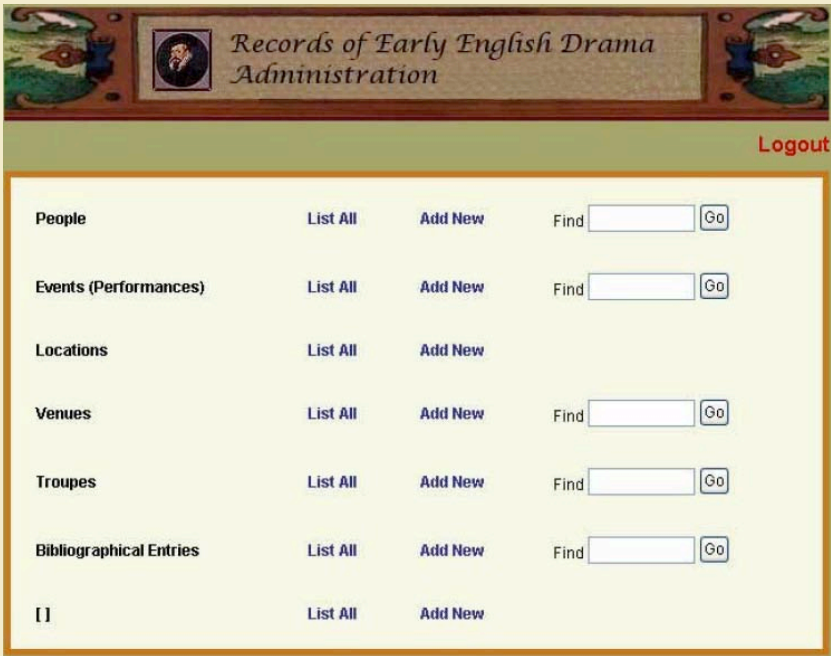 Records of Early English Drama
Administration
Logout
People List All Add New Find Go
Events (Performances) List All Add New Find Go
Locations List All Add New
Venues List All Add New Find Go
Troupes List All Add New Find Go
Bibliographical Entries List All Add New Find Go
[ ] List All Add New